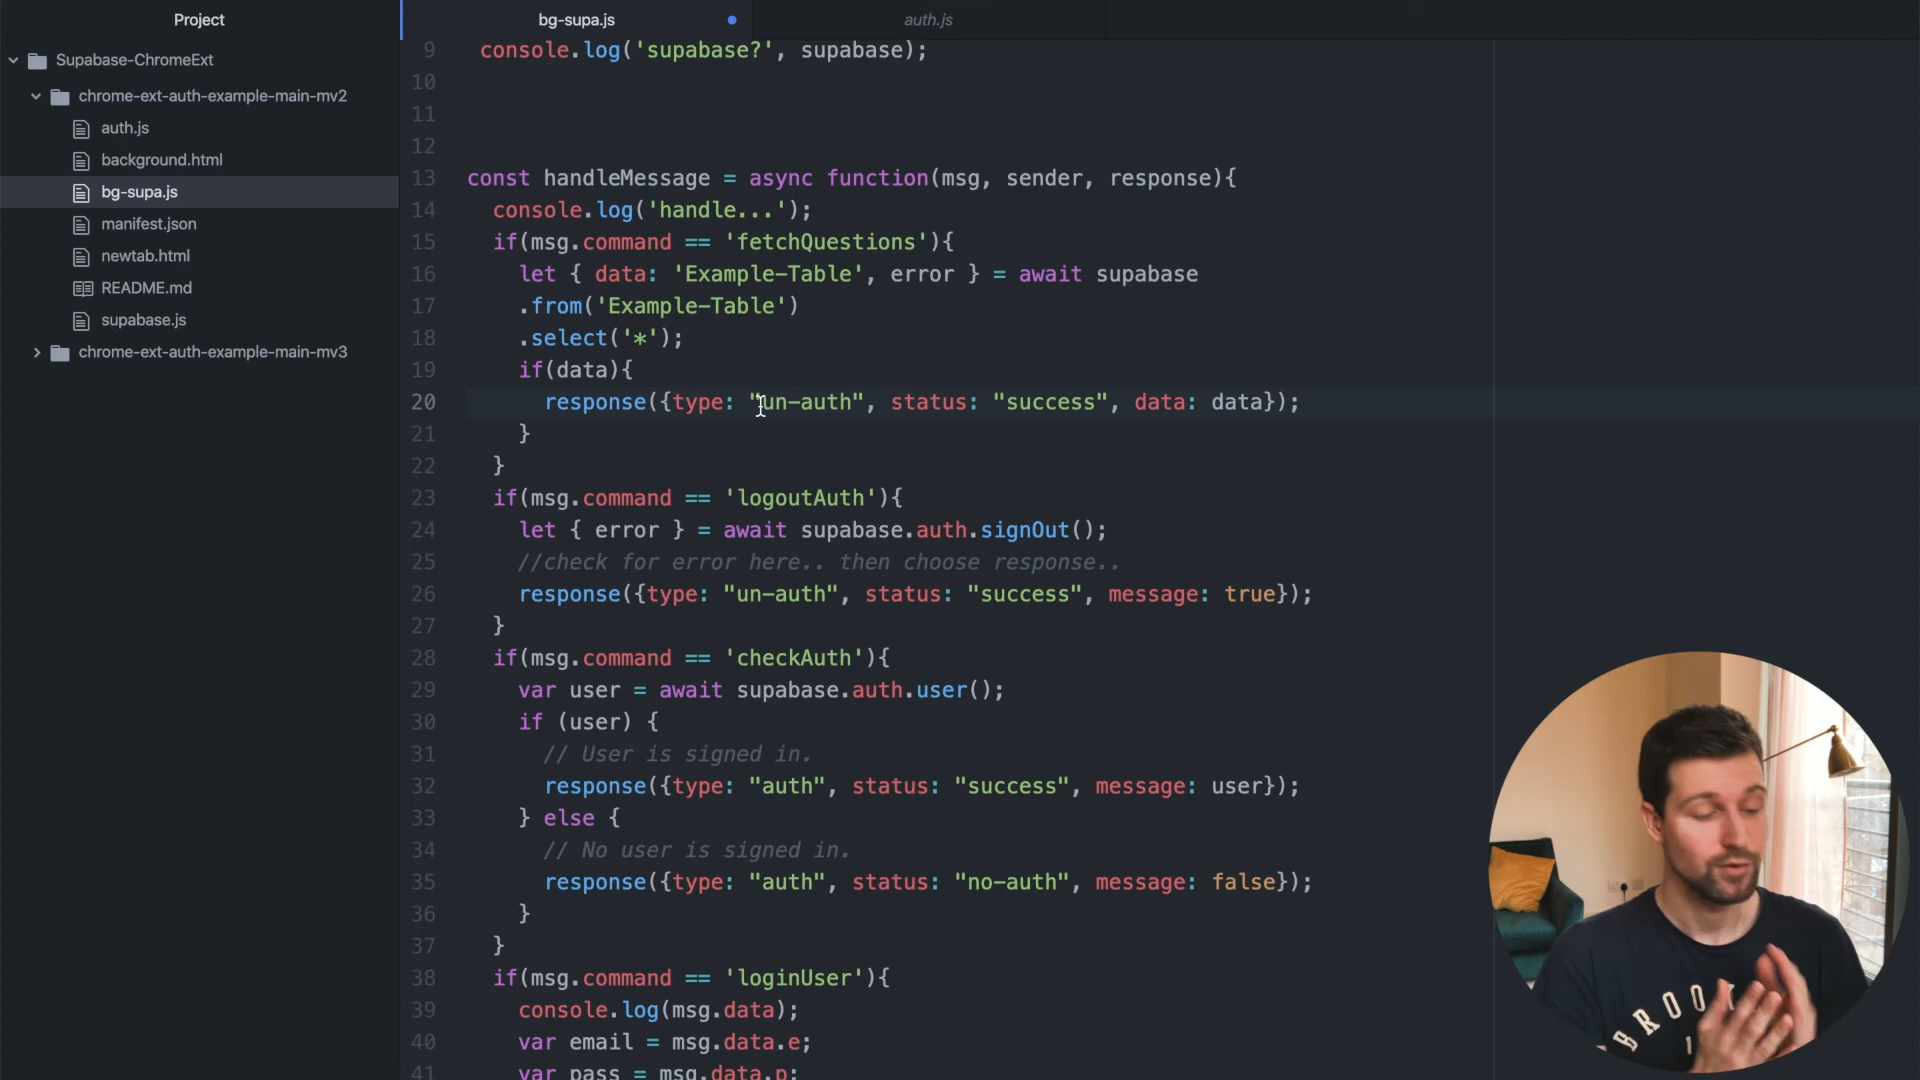 Project
bg-supa.js
auth.js
Supabase-ChromeExt
chrome-ext-auth-example-main-mv2
auth.js
background.html
bg-supa.js
manifest.json
newtab.html
README.md
supabase.js
chrome-ext-auth-example-main-mv3
9 console.log('supabase?', supabase);
10
11
12
13 const handleMessage = async function(msg, sender, response){
14 console.log('handle...');
15 if(msg.command == 'fetchQuestions'){
16 let { data: 'Example-Table', error } = await supabase
17 .from('Example-Table')
18 .select('*');
19 if(data){
20 response({type: "un-auth", status: "success", data: data});
21 }
22 }
23 if(msg.command == 'logoutAuth'){
24 let { error } = await supabase.auth.signOut();
25 //check for error here.. then choose response..
26 response({type: "un-auth", status: "success", message: true});
27 }
28 if(msg.command == 'checkAuth'){
29 var user = await supabase.auth.user();
30 if (user) {
31 // User is signed in.
32 response({type: "auth", status: "success", message: user});
33 } else {
34 // No user is signed in.
35 response({type: "auth", status: "no-auth", message: false});
36 }
37 }
38 if(msg.command == 'loginUser'){
39 console.log(msg.data);
40 var email = msg.data.e;
41 var pass = msg.data.p;
BROO